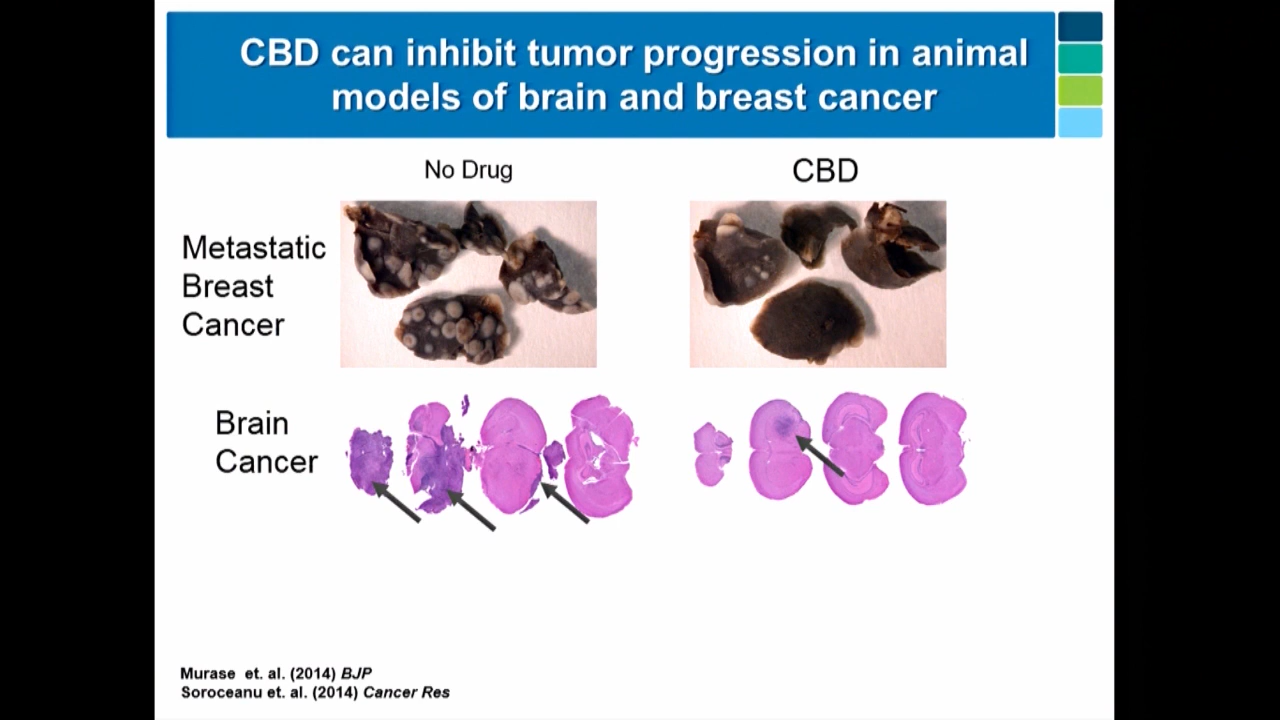 CBD can inhibit tumor progression in animal
models of brain and breast cancer
No Drug
CBD
Metastatic
Breast
Cancer
Brain
Cancer
Murase et. al. (2014) BJP
Soroceanu et. al. (2014) Cancer Res